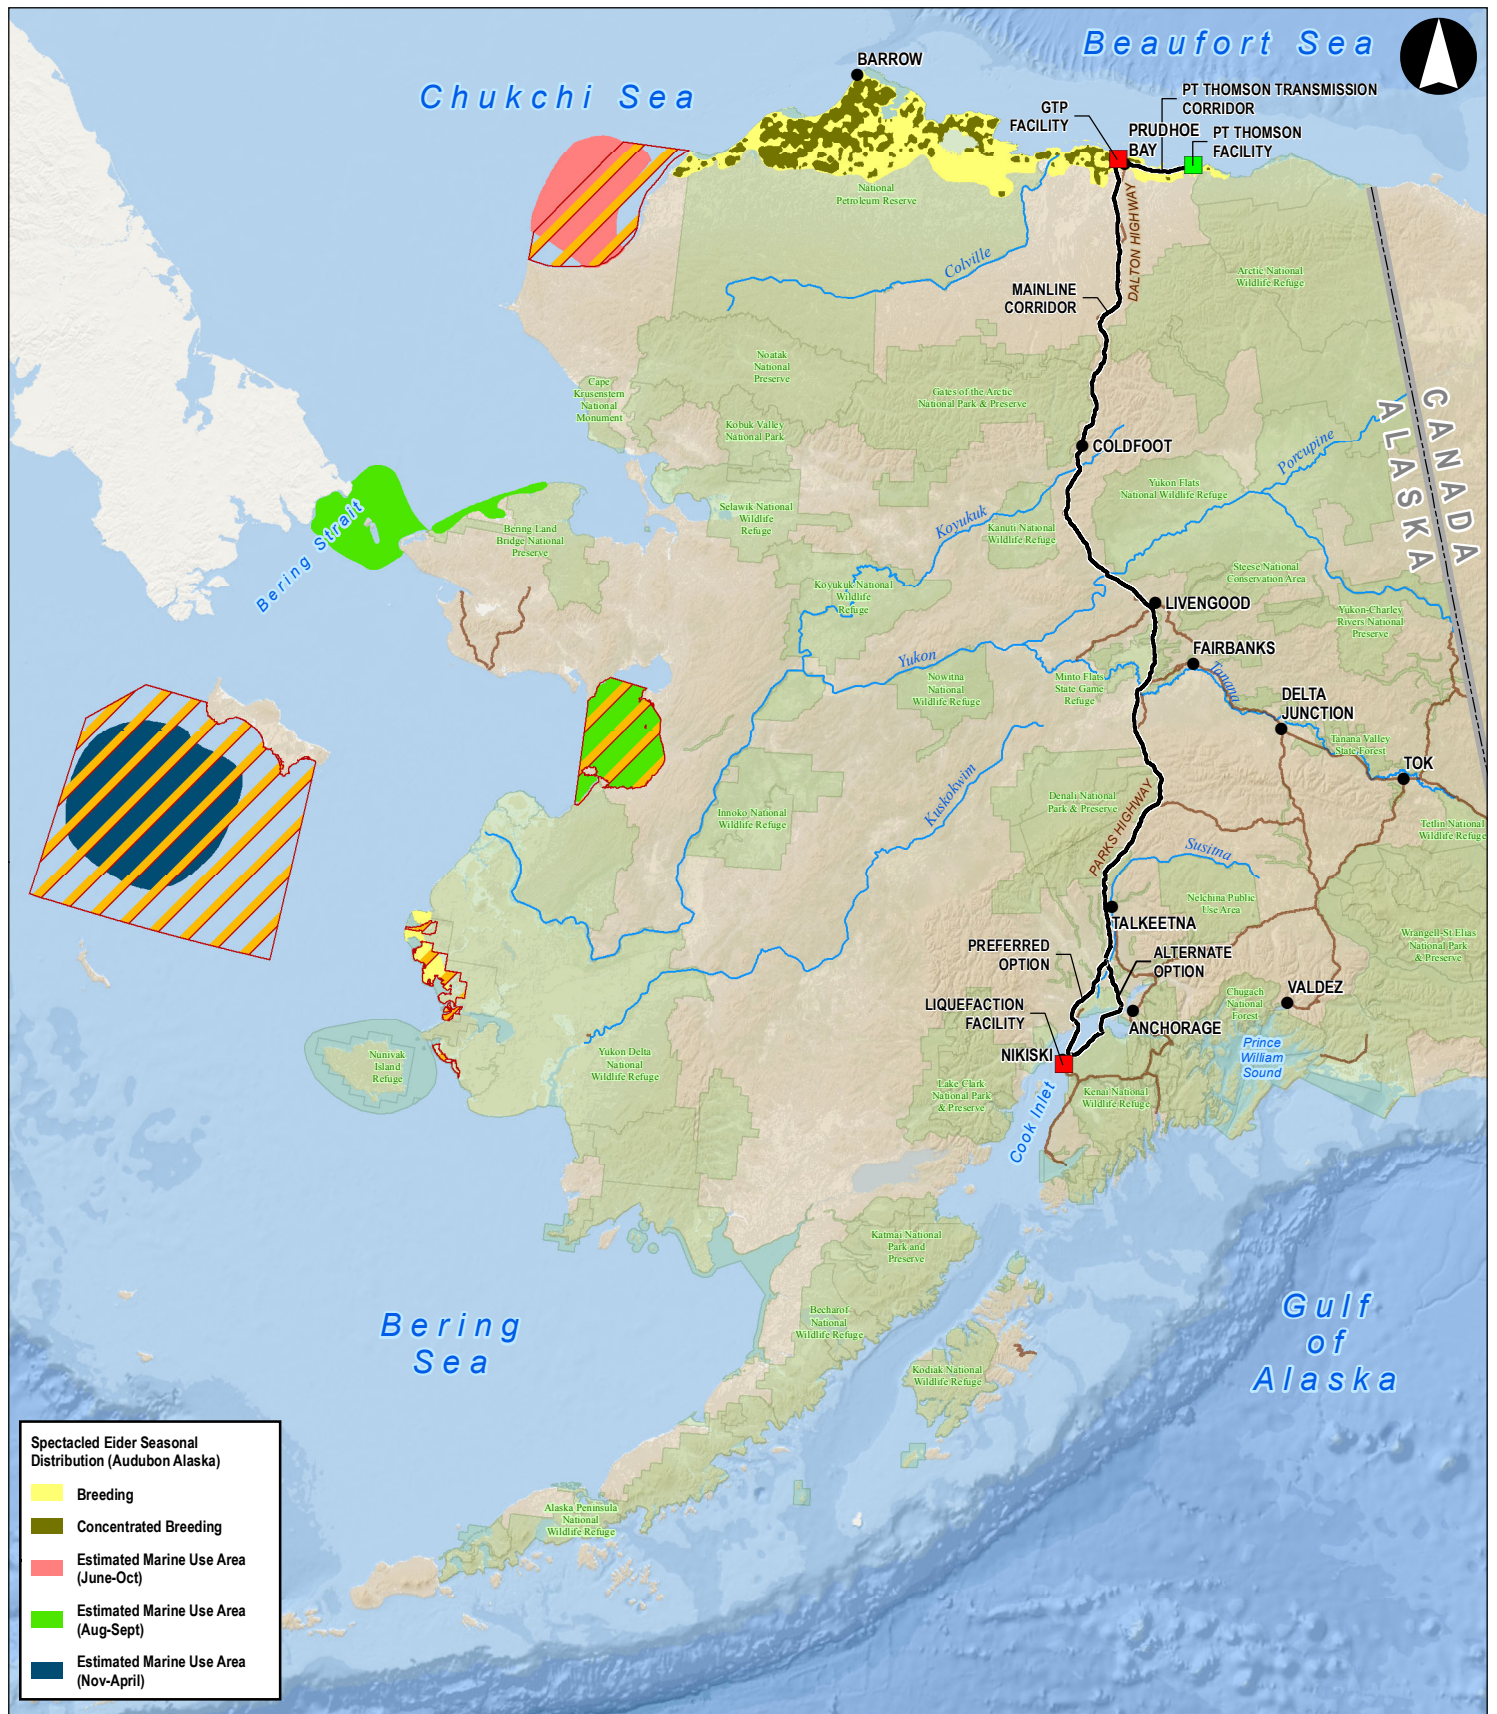 Beaufort Sea
Chukchi Sea
BARROW
PT THOMSON TRANSMISSION
CORRIDOR
GTP
FACILITY
PRUDHOE
BAY
PT THOMSON
FACILITY
National
Petroleum Reserve
DALTON HIGHWAY
Colville
Arctic National
Wildlife Refuge
MAINLINE
CORRIDOR
Noatak
National
Preserve
Cape
Krusenstern
National
Monument
Gates of the Arctic
National Park & Preserve
Kobuk Valley
National Park
CANADA
ALASKA
COLDFOOT
Porcupine
Yukon Flats
National Wildlife Refuge
Selawik National
Wildlife
Refuge
Koyukuk
Kanuti National
Wildlife Refuge
Bering Strait
Bering Land
Bridge National
Preserve
Koyukuk National
Wildlife
Refuge
Steese National
Conservation Area
LIVENGOOD
Yukon-Charley
Rivers National
Preserve
Yukon
FAIRBANKS
Tanana
Nowitna
National
Wildlife Refuge
Minto Flats
State Game
Refuge
DELTA
JUNCTION
Tanana Valley
State Forest
TOK
Kuskokwim
Denali National
Park & Preserve
PARKS HIGHWAY
Innoko National
Wildlife Refuge
Tetlin National
Wildlife Refuge
Susitna
Nelchina Public
Use Area
TALKEETNA
Wrangell-St Elias
National Park
& Preserve
PREFERRED
OPTION
ALTERNATE
OPTION
LIQUEFACTION
FACILITY
Chugach
National
Forest
VALDEZ
ANCHORAGE
NIKISKI
Prince
William
Sound
Nunivak
Island
Refuge
Yukon Delta
National
Wildlife Refuge
Lake Clark
National Park
& Preserve
Kenai National
Wildlife Refuge
Cook Inlet
Katmai National
Park and
Preserve
Becharof
National
Wildlife Refuge
Bering
Sea
Gulf
of
Alaska
Kodiak National
Wildlife Refuge
Alaska Peninsula
National
Wildlife Refuge
Spectacled Eider Seasonal
Distribution (Audubon Alaska)
Breeding
Concentrated Breeding
Estimated Marine Use Area
(June-Oct)
Estimated Marine Use Area
(Aug-Sept)
Estimated Marine Use Area
(Nov-April)